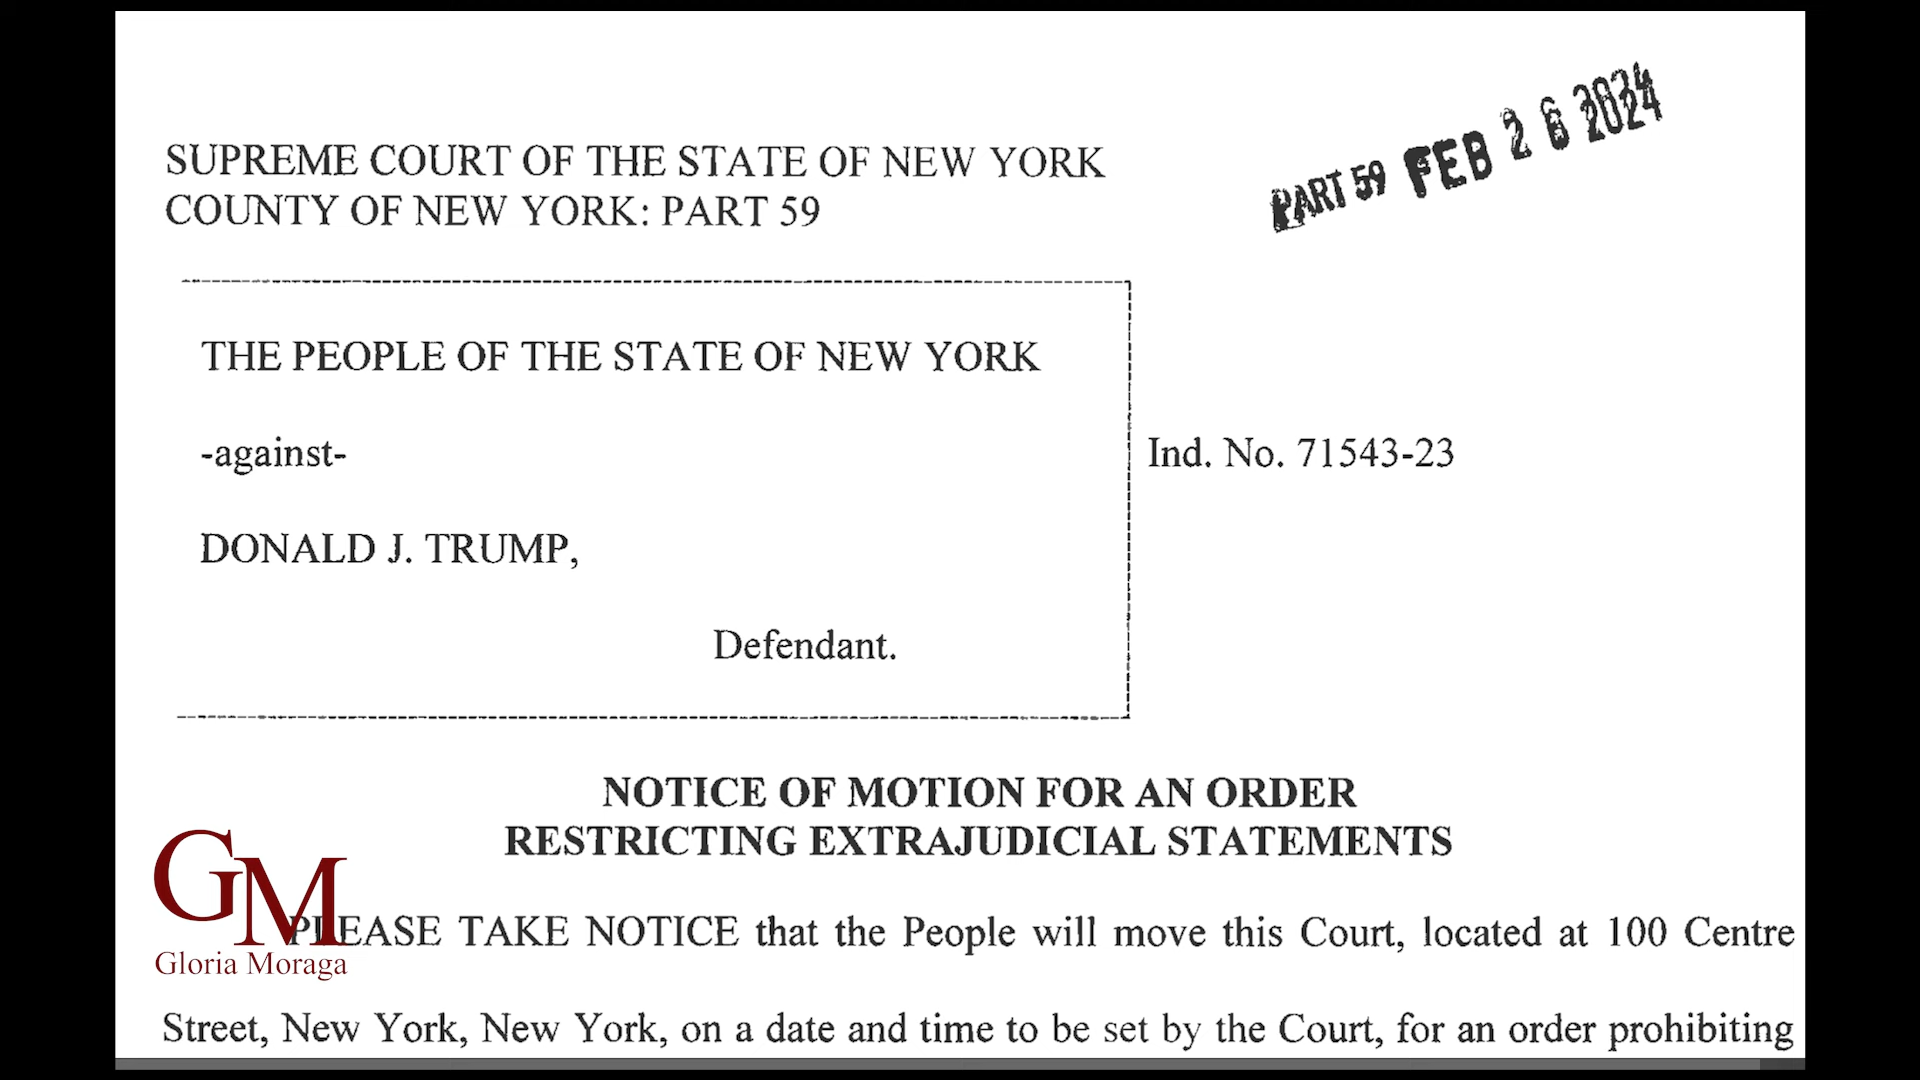 PART 59 FEB 26 2024
SUPREME COURT OF THE STATE OF NEW YORK
COUNTY OF NEW YORK: PART 59
THE PEOPLE OF THE STATE OF NEW YORK
-against-
Ind. No. 71543-23
DONALD J. TRUMP,
Defendant.
NOTICE OF MOTION FOR AN ORDER
RESTRICTING EXTRAJUDICIAL STATEMENTS
PLEASE TAKE NOTICE that the People will move this Court, located at 100 Centre
Street, New York, New York, on a date and time to be set by the Court, for an order prohibiting
GM
Gloria Moraga